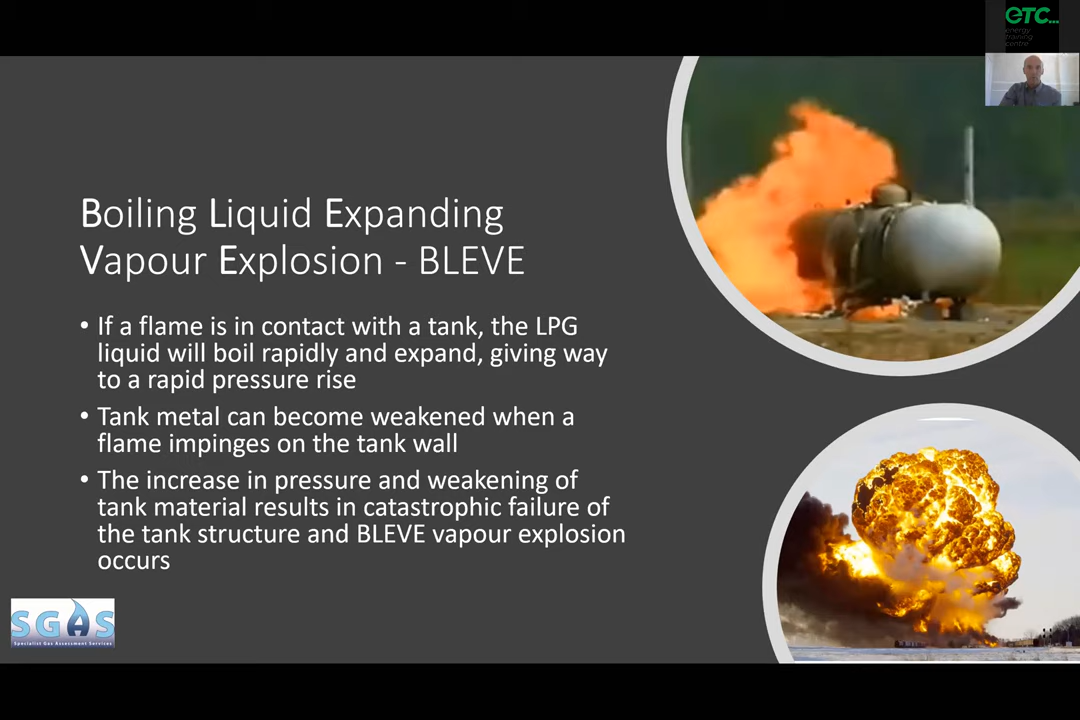 eTC...
energy
training
centre
Boiling Liquid Expanding
Vapour Explosion - BLEVE
• If a flame is in contact with a tank, the LPG
liquid will boil rapidly and expand, giving way
to a rapid pressure rise
• Tank metal can become weakened when a
flame impinges on the tank wall
• The increase in pressure and weakening of
tank material results in catastrophic failure of
the tank structure and BLEVE vapour explosion
occurs
SGAS
Specialist Gas Assessment Services